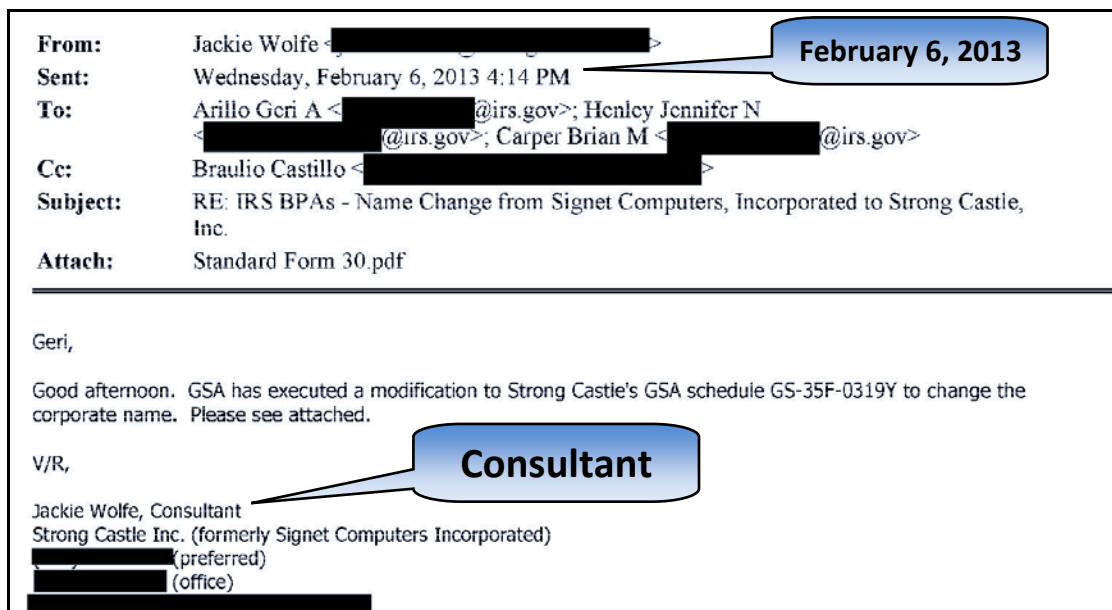 From: Jackie Wolfe < >
February 6, 2013
Sent: Wednesday, February 6, 2013 4:14 PM
To: Arillo Geri A < @irs.gov>; Henley Jennifer N
< @irs.gov>; Carper Brian M < @irs.gov>
Cc: Braulio Castillo < >
Subject: RE: IRS BPAs - Name Change from Signet Computers, Incorporated to Strong Castle,
Inc.
Attach: Standard Form 30.pdf
Geri,
Good afternoon. GSA has executed a modification to Strong Castle's GSA schedule GS-35F-0319Y to change the
corporate name. Please see attached.
V/R,
Consultant
Jackie Wolfe, Consultant
Strong Castle Inc. (formerly Signet Computers Incorporated)
(preferred)
(office)